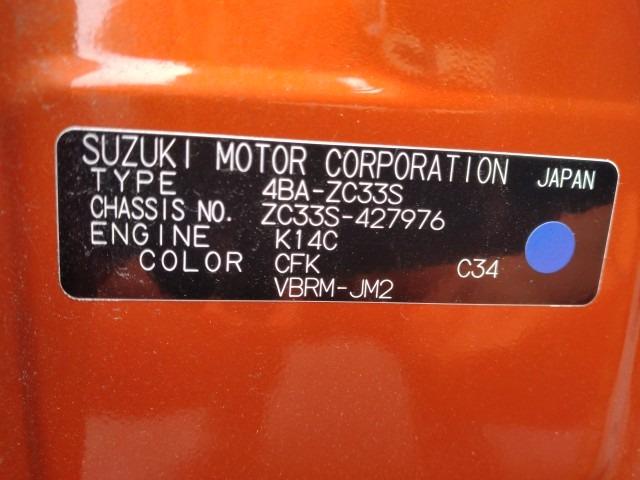 SUZUKI MOTOR CORPORATION JAPAN
TYPE 4BA-ZC33S
CHASSIS NO. ZC33S-427976
ENGINE K14C
COLOR CFK C34
VBRM-JM2